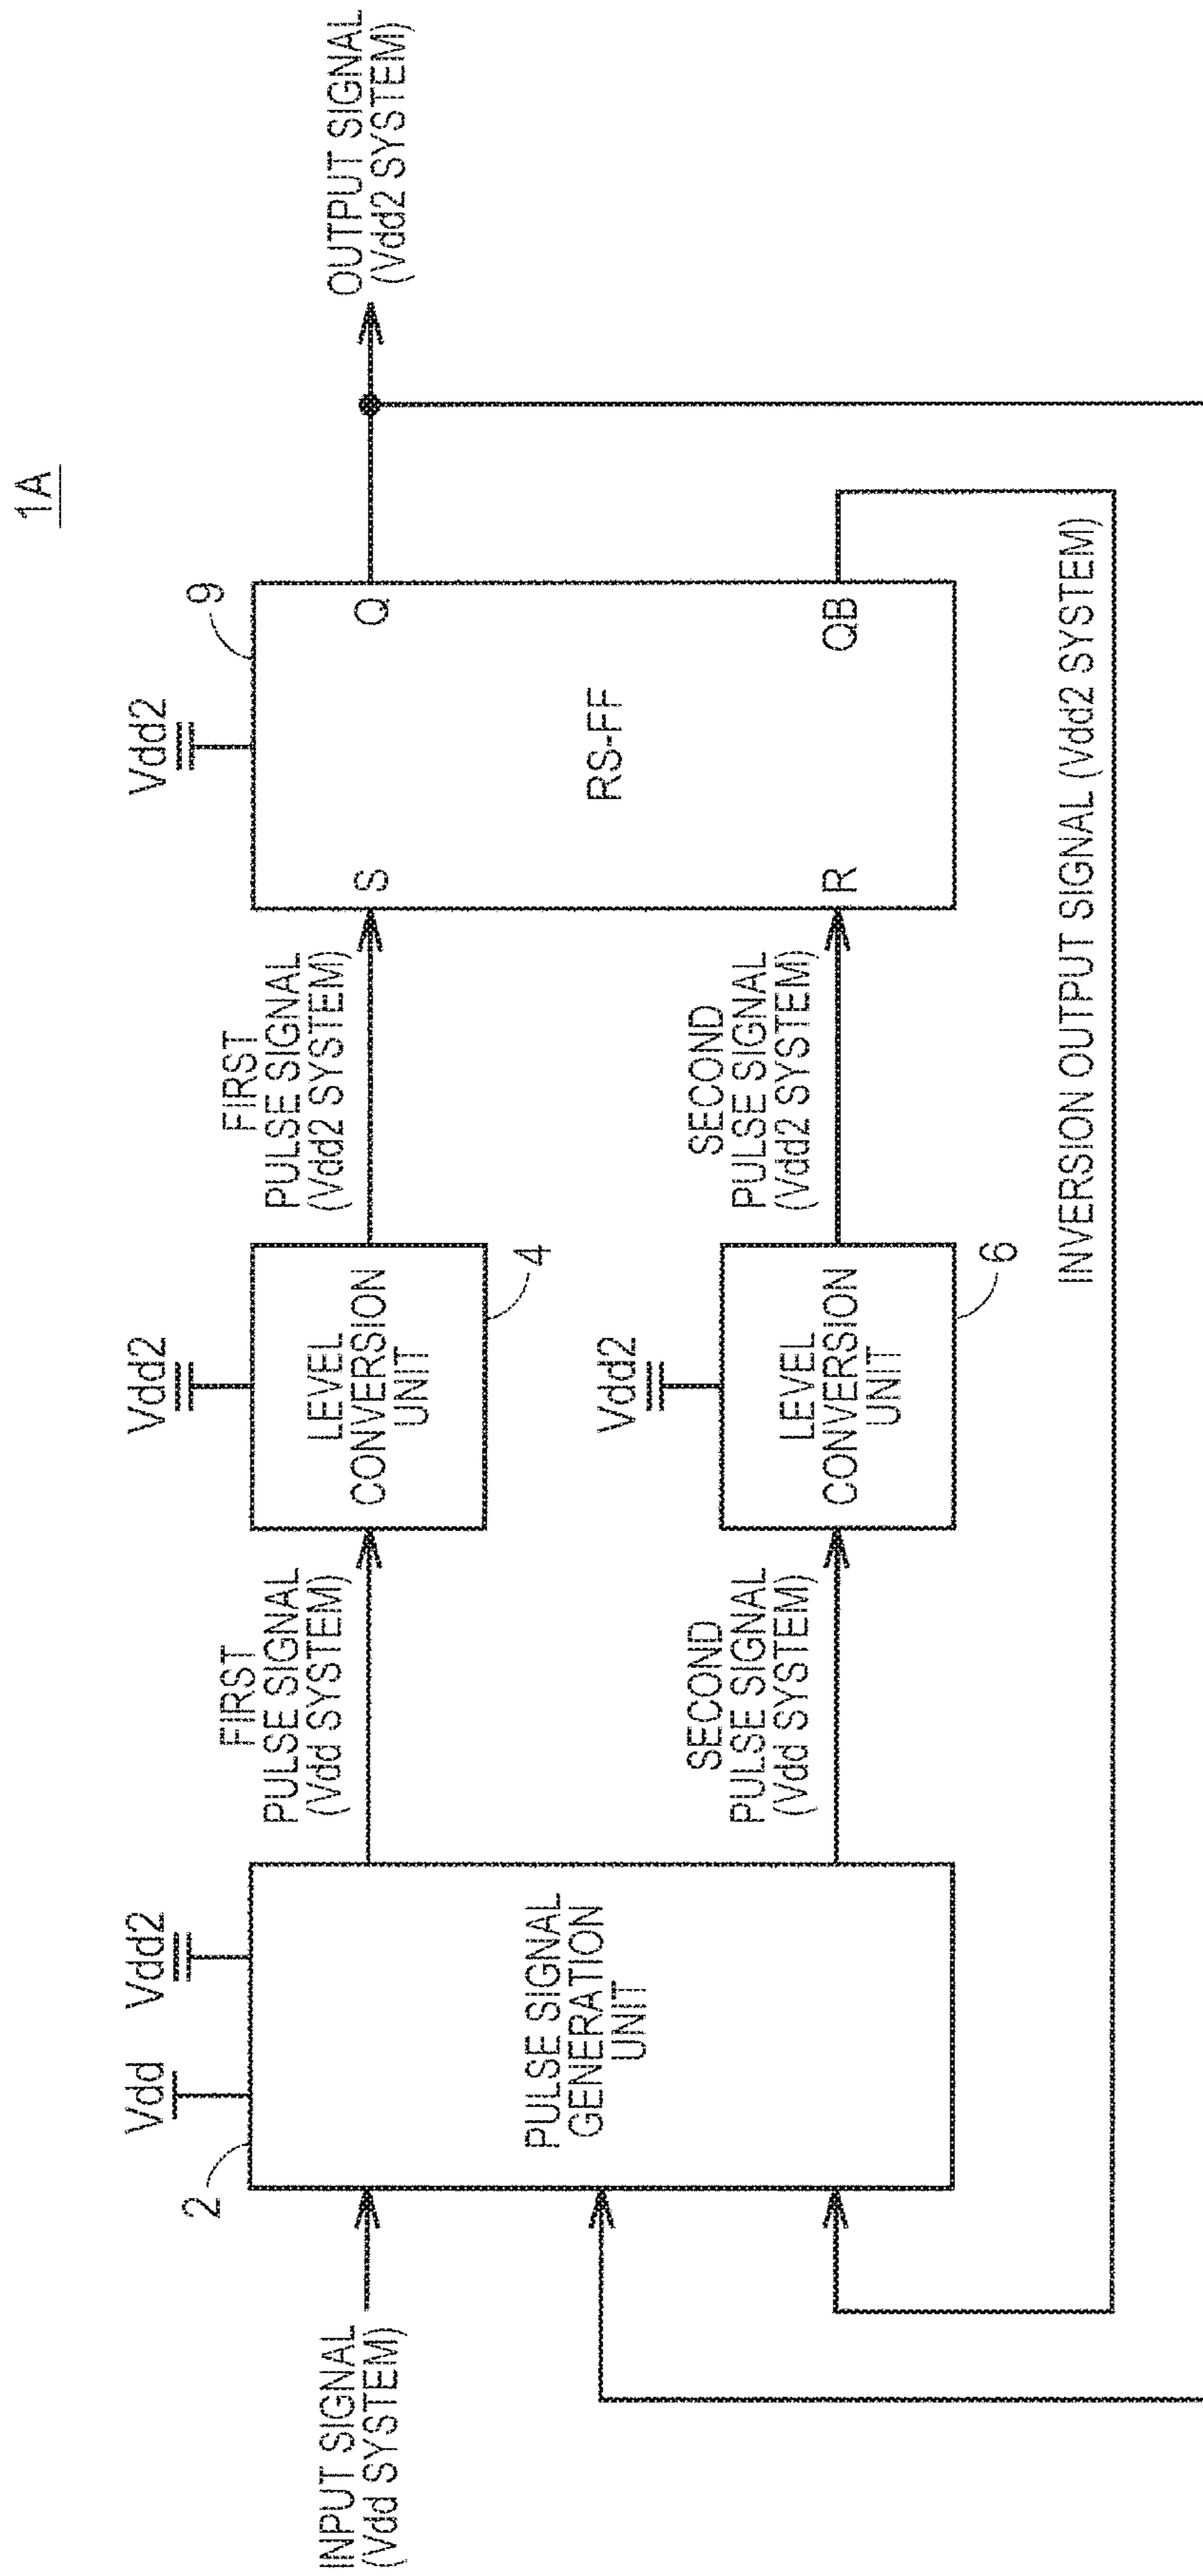 1A
INPUT SIGNAL
(Vdd SYSTEM)
2
Vdd
Vdd2
PULSE SIGNAL
GENERATION
UNIT
FIRST
PULSE SIGNAL
(Vdd SYSTEM)
SECOND
PULSE SIGNAL
(Vdd SYSTEM)
Vdd2
LEVEL
CONVERSION
UNIT
4
Vdd2
LEVEL
CONVERSION
UNIT
6
FIRST
PULSE SIGNAL
(Vdd2 SYSTEM)
SECOND
PULSE SIGNAL
(Vdd2 SYSTEM)
Vdd2
9
S
Q
RS-FF
R
QB
OUTPUT SIGNAL
(Vdd2 SYSTEM)
INVERSION OUTPUT SIGNAL (Vdd2 SYSTEM)